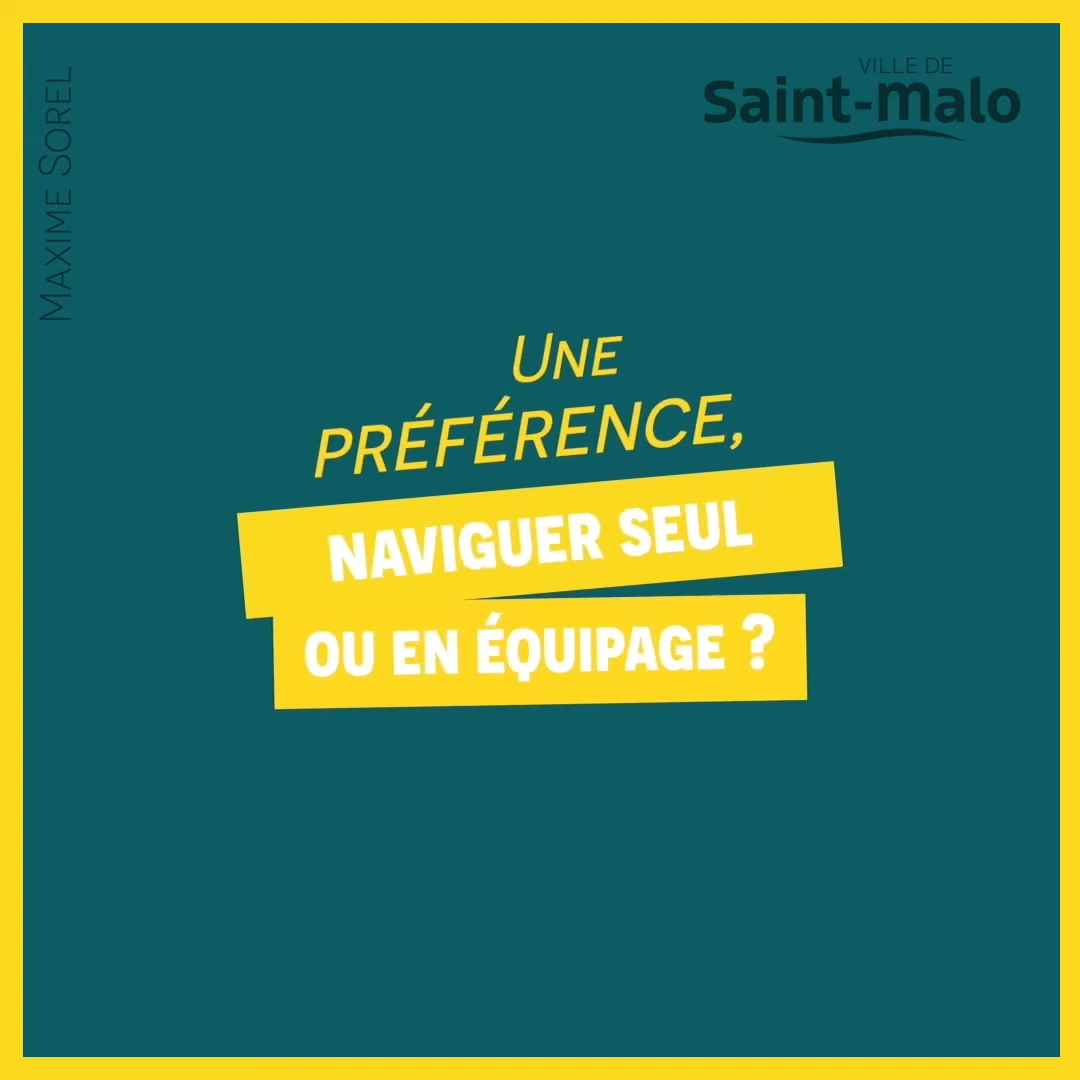 Maxime Sorel
VILLE DE
Saint-malo
UNE
PRÉFÉRENCE,
NAVIGUER SEUL
OU EN ÉQUIPAGE ?